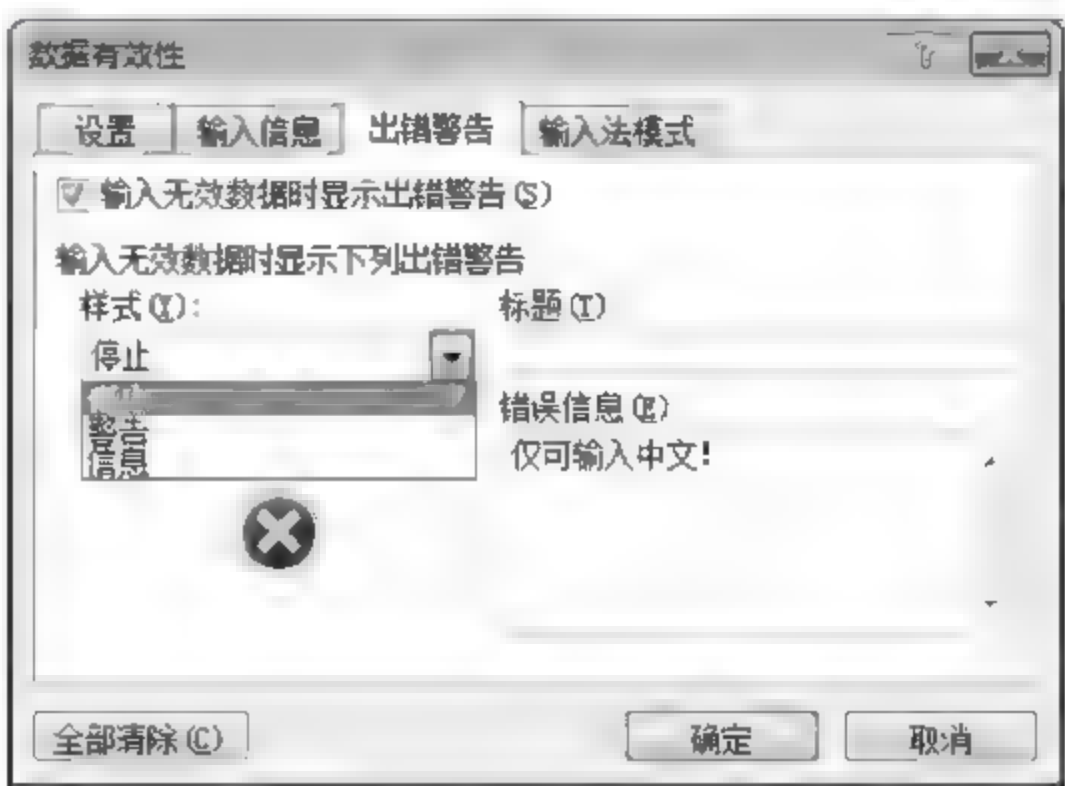 数据有效性
设置 输入信息 出错警告 输入法模式
输入无效数据时显示出错警告(S)
输入无效数据时显示下列出错警告
样式(Y): 标题(T)
停止
错误信息(E)
警告
信息
仅可输入中文!
全部清除(C) 确定 取消